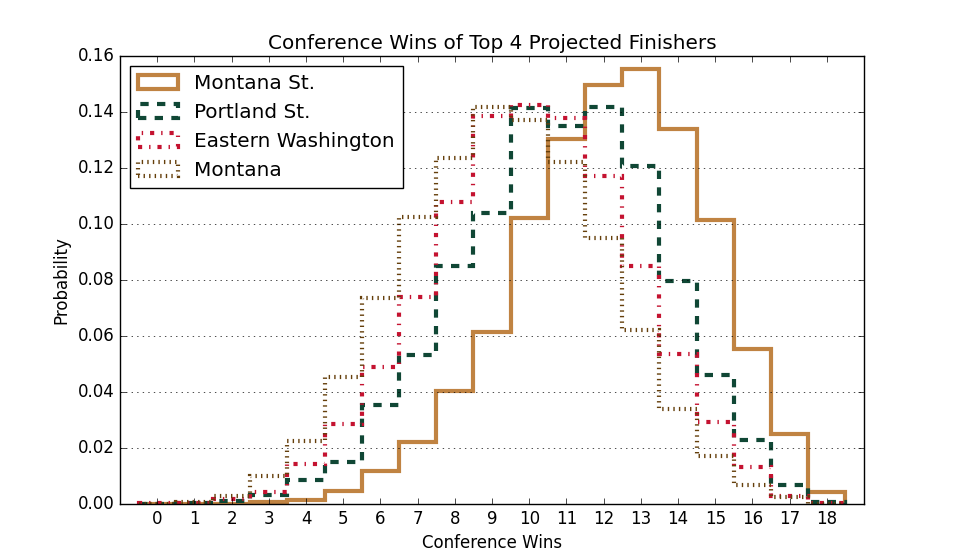 Conference Wins of Top 4 Projected Finishers
0.16
0.14
0.12
0.10
0.08
0.06
0.04
0.02
0.00
Probability
Montana St.
Portland St.
Eastern Washington
Montana
0 1 2 3 4 5 6 7 8 9 10 11 12 13 14 15 16 17 18
Conference Wins